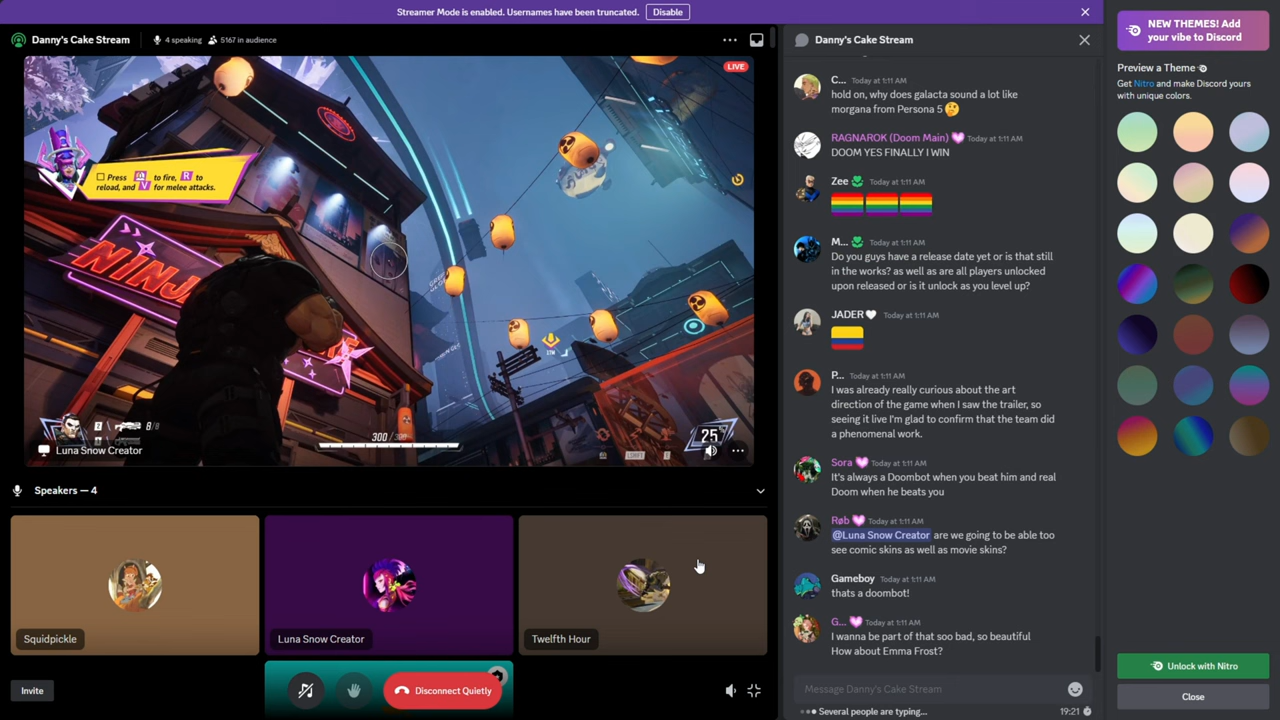 Streamer Mode is enabled. Usernames have been truncated.
Disable
Danny's Cake Stream
4 speaking
5167 in audience
LIVE
Press to fire, R to
reload, and V for melee attacks.
NINJA
37M
300/300
8/8
25
LSHFT
Luna Snow Creator
Speakers — 4
Squidpickle
Luna Snow Creator
Twelfth Hour
Invite
Disconnect Quietly
Danny's Cake Stream
C... Today at 1:11 AM
hold on, why does galacta sound a lot like
morgana from Persona 5 🤔
RAGNAROK (Doom Main) Today at 1:11 AM
DOOM YES FINALLY I WIN
Zee Today at 1:11 AM
M... Today at 1:11 AM
Do you guys have a release date yet or is that still
in the works? as well as are all players unlocked
upon released or is it unlock as you level up?
JADER Today at 1:11 AM
P... Today at 1:11 AM
I was already really curious about the art
direction of the game when I saw the trailer, so
seeing it live I'm glad to confirm that the team did
a phenomenal work.
Sora Today at 1:11 AM
It's always a Doombot when you beat him and real
Doom when he beats you
Røb Today at 1:11 AM
@Luna Snow Creator are we going to be able too
see comic skins as well as movie skins?
Gameboy Today at 1:11 AM
thats a doombot!
G... Today at 1:11 AM
I wanna be part of that soo bad, so beautiful
How about Emma Frost?
Message Danny's Cake Stream
Several people are typing...
19:21
NEW THEMES! Add
your vibe to Discord
Preview a Theme
Get Nitro and make Discord yours
with unique colors.
Unlock with Nitro
Close